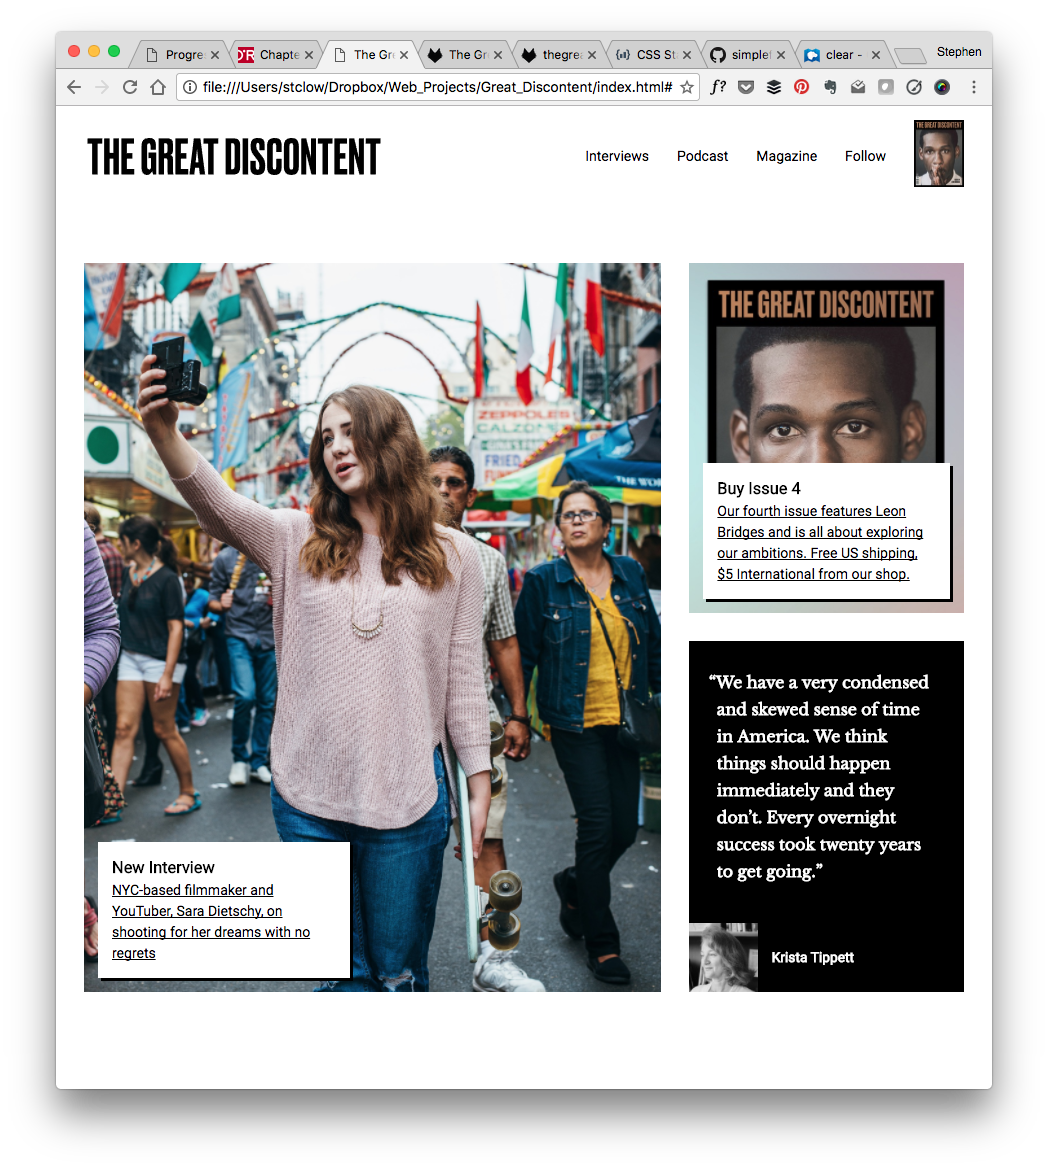 Progre
Chapte
The Gr
The Gr
thegrea
CSS St
simplet
clear -
Stephen
file:///Users/stclow/Dropbox/Web_Projects/Great_Discontent/index.html#
f?
THE GREAT DISCONTENT
Interviews
Podcast
Magazine
Follow
THE GREAT DISCONTENT
ZEPPOLES
CALZONE
FRIED
THE GREAT DISCONTENT
Buy Issue 4
Our fourth issue features Leon
Bridges and is all about exploring
our ambitions. Free US shipping,
$5 International from our shop.
“We have a very condensed
and skewed sense of time
in America. We think
things should happen
immediately and they
don’t. Every overnight
success took twenty years
to get going.”
Krista Tippett
New Interview
NYC-based filmmaker and
YouTuber, Sara Dietschy, on
shooting for her dreams with no
regrets